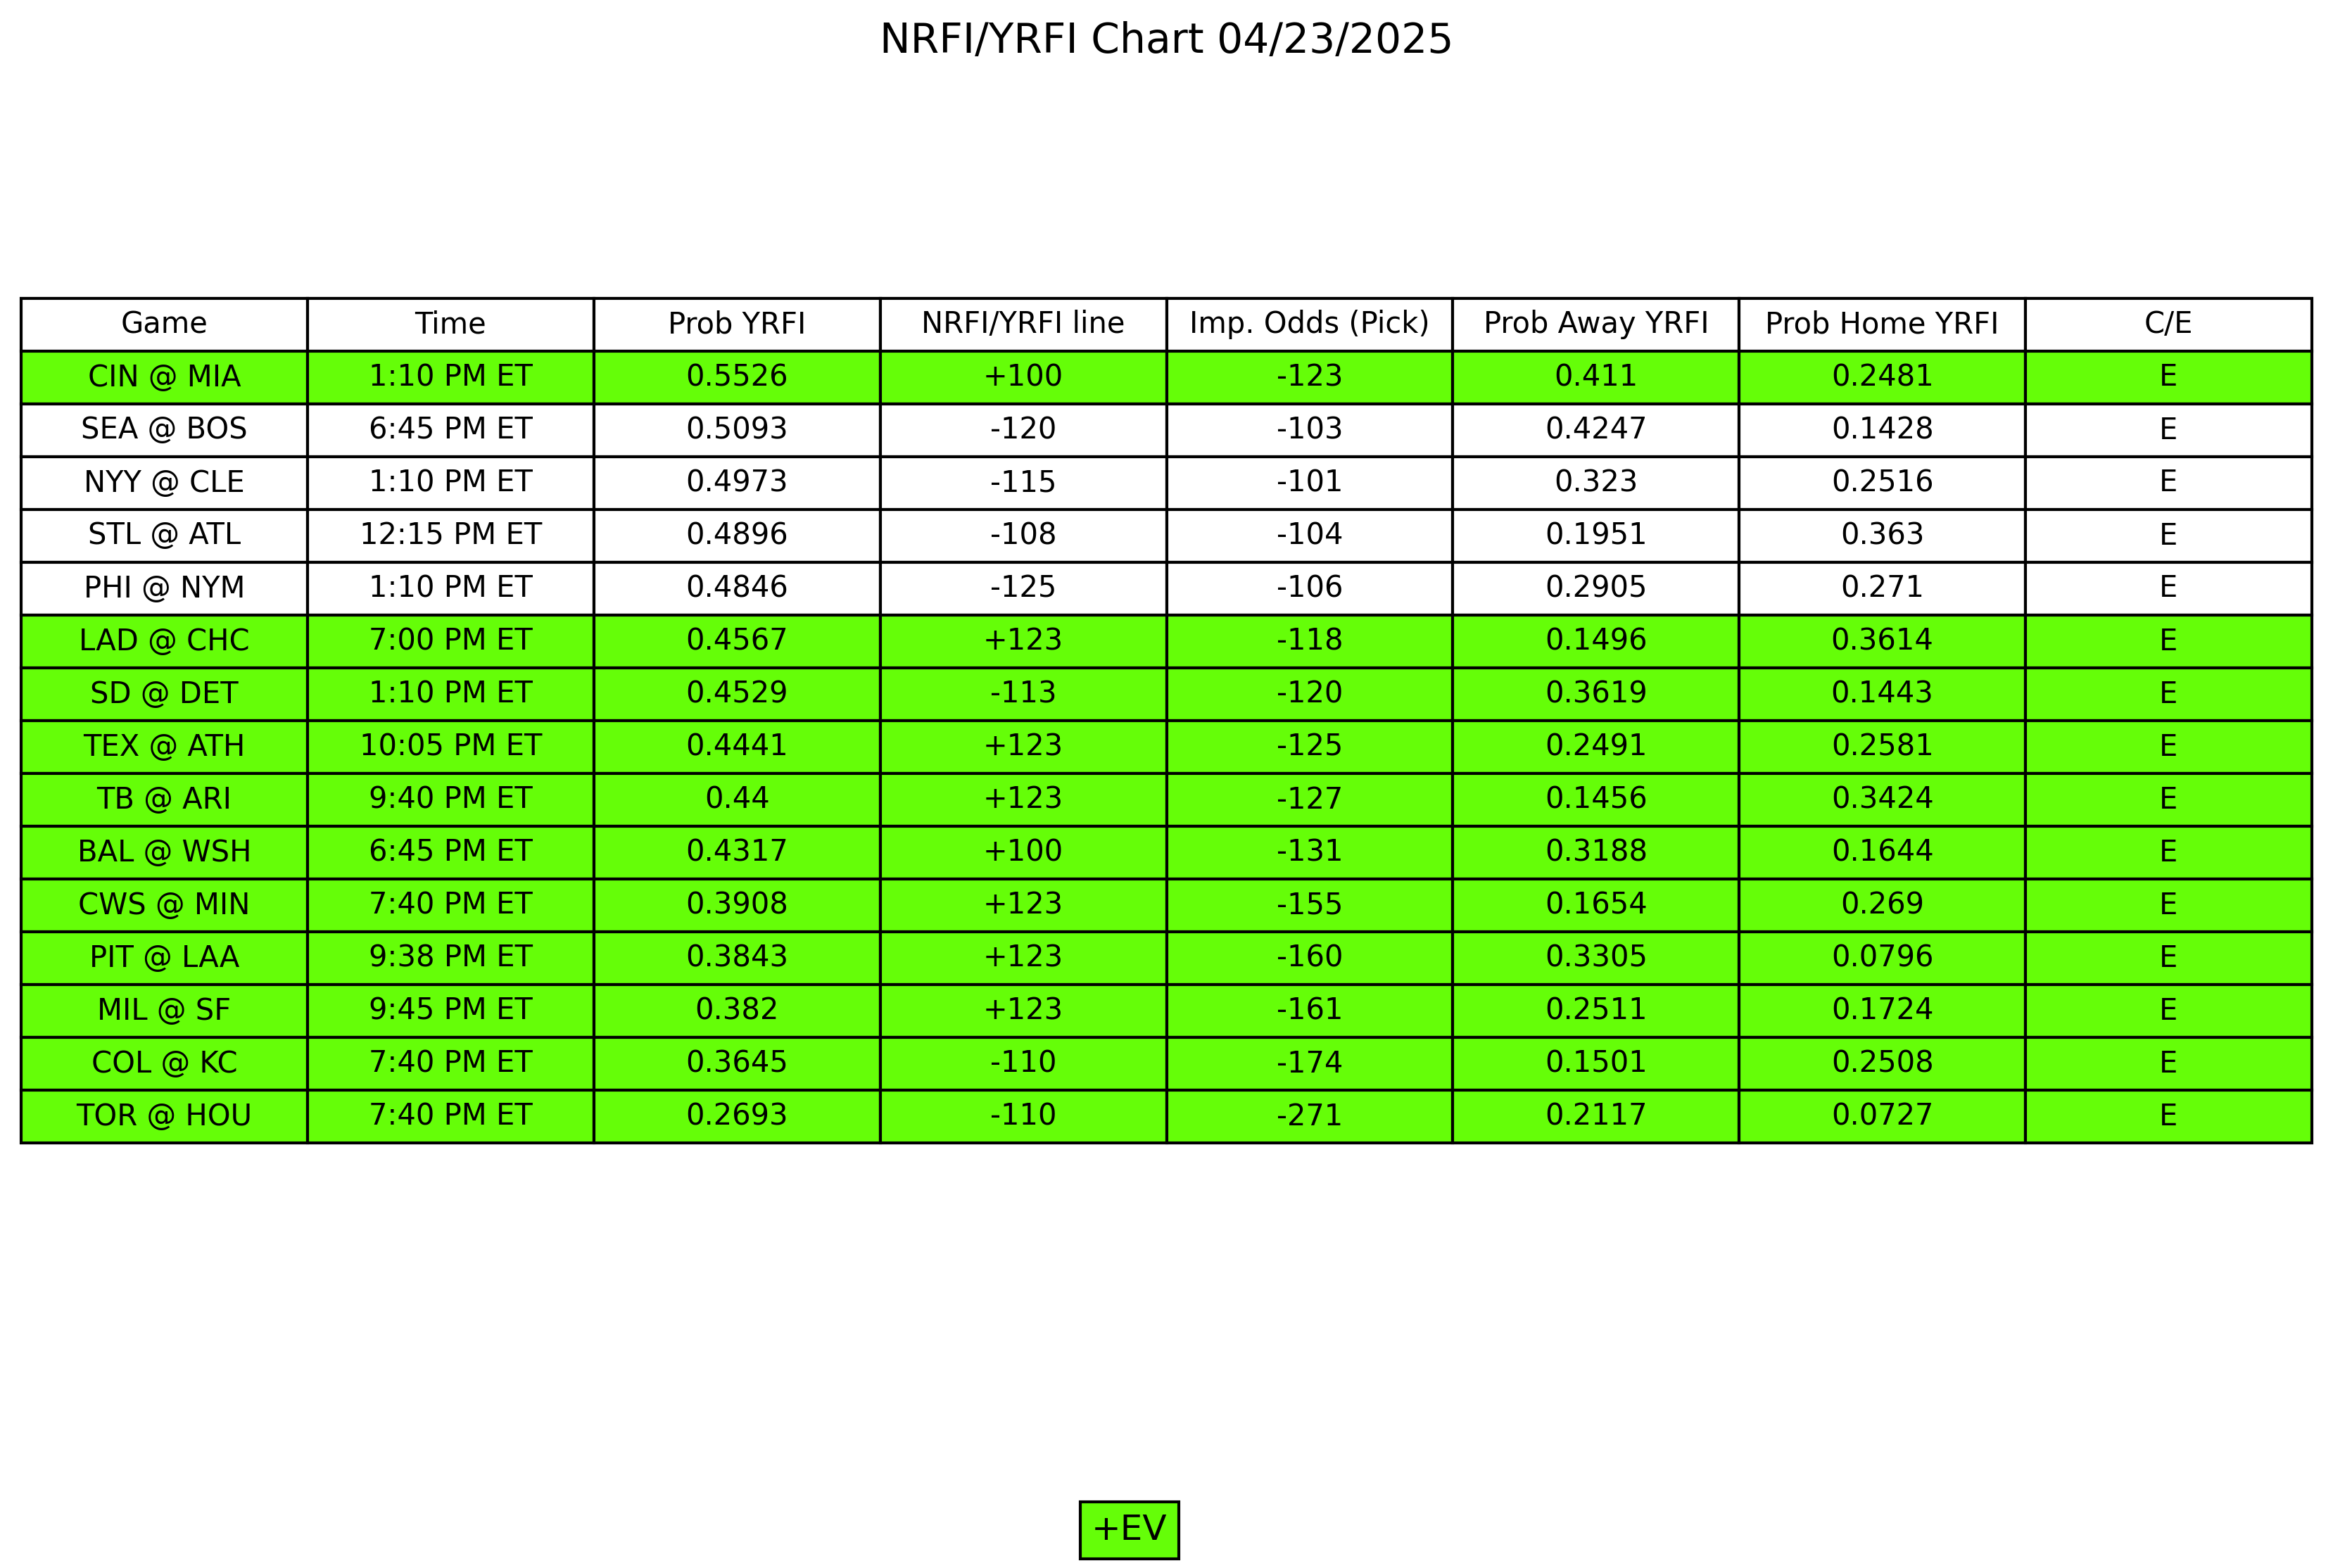 NRFI/YRFI Chart 04/23/2025
Game Time Prob YRFI NRFI/YRFI line Imp. Odds (Pick) Prob Away YRFI Prob Home YRFI C/E
CIN @ MIA 1:10 PM ET 0.5526 +100 -123 0.411 0.2481 E
SEA @ BOS 6:45 PM ET 0.5093 -120 -103 0.4247 0.1428 E
NYY @ CLE 1:10 PM ET 0.4973 -115 -101 0.323 0.2516 E
STL @ ATL 12:15 PM ET 0.4896 -108 -104 0.1951 0.363 E
PHI @ NYM 1:10 PM ET 0.4846 -125 -106 0.2905 0.271 E
LAD @ CHC 7:00 PM ET 0.4567 +123 -118 0.1496 0.3614 E
SD @ DET 1:10 PM ET 0.4529 -113 -120 0.3619 0.1443 E
TEX @ ATH 10:05 PM ET 0.4441 +123 -125 0.2491 0.2581 E
TB @ ARI 9:40 PM ET 0.44 +123 -127 0.1456 0.3424 E
BAL @ WSH 6:45 PM ET 0.4317 +100 -131 0.3188 0.1644 E
CWS @ MIN 7:40 PM ET 0.3908 +123 -155 0.1654 0.269 E
PIT @ LAA 9:38 PM ET 0.3843 +123 -160 0.3305 0.0796 E
MIL @ SF 9:45 PM ET 0.382 +123 -161 0.2511 0.1724 E
COL @ KC 7:40 PM ET 0.3645 -110 -174 0.1501 0.2508 E
TOR @ HOU 7:40 PM ET 0.2693 -110 -271 0.2117 0.0727 E
+EV